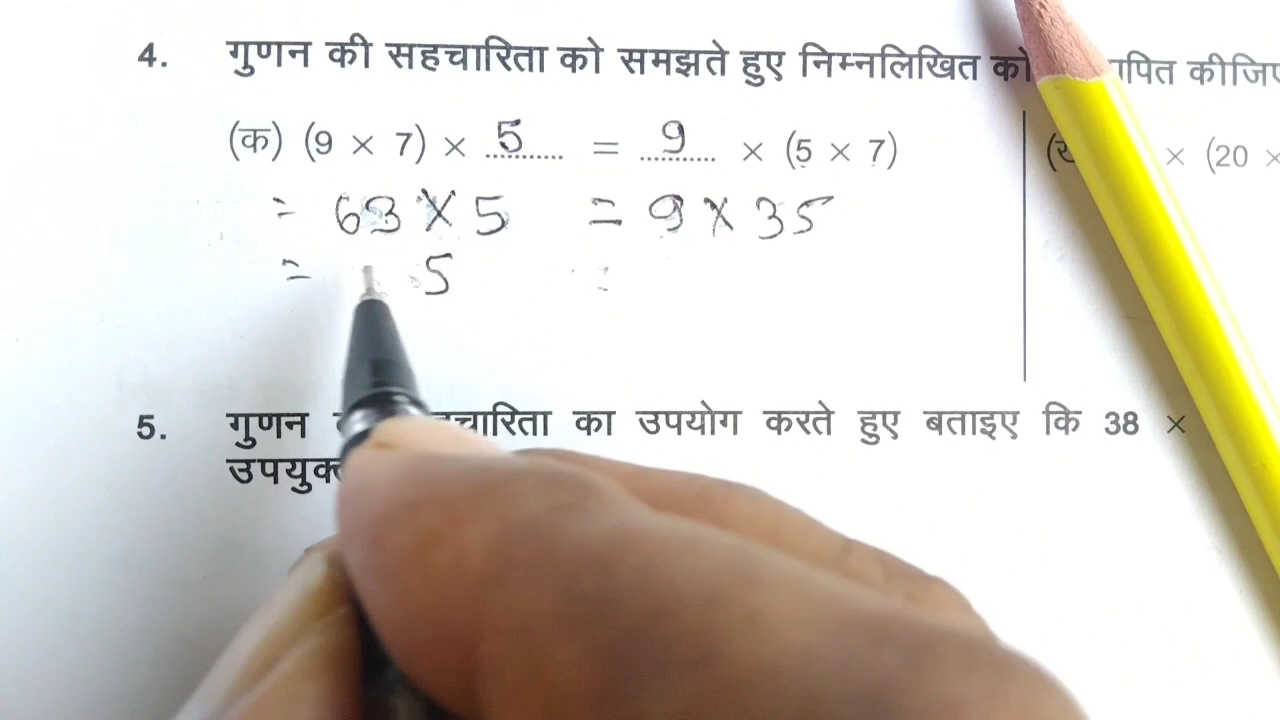 4. गुणन की सहचारिता को समझते हुए निम्नलिखित को
(क) (9 × 7) × 5 = 9 × (5 × 7) × (20 ×
= 63 × 5 = 9 × 35
= 5 =
5. गुणन का उपयोग करते हुए बताइए कि 38 ×